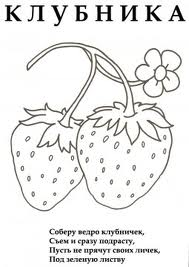 КЛУБНИКА
Соберу ведро клубничек,
Съем и сразу подрасту,
Пусть не прячут своих личек,
Под зеленую листву